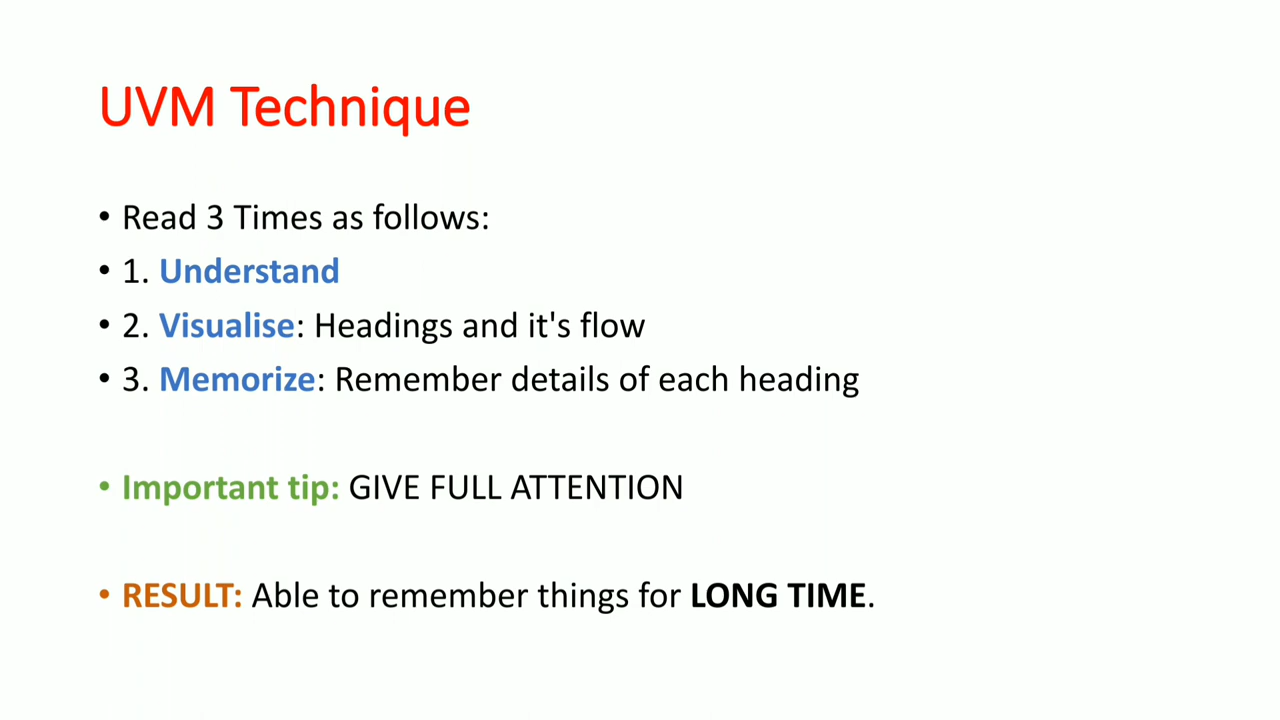 UVM Technique
• Read 3 Times as follows:
• 1. Understand
• 2. Visualise: Headings and it's flow
• 3. Memorize: Remember details of each heading
• Important tip: GIVE FULL ATTENTION
• RESULT: Able to remember things for LONG TIME.